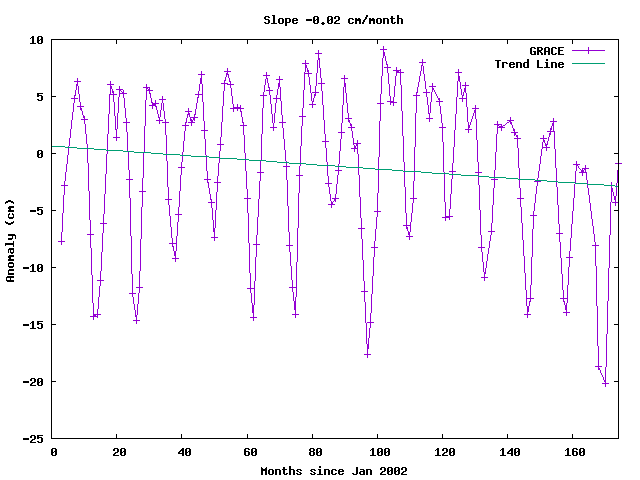 Slope -0.02 cm/month
GRACE
Trend Line
10
5
0
-5
-10
-15
-20
-25
Anomaly (cm)
0 20 40 60 80 100 120 140 160
Months since Jan 2002